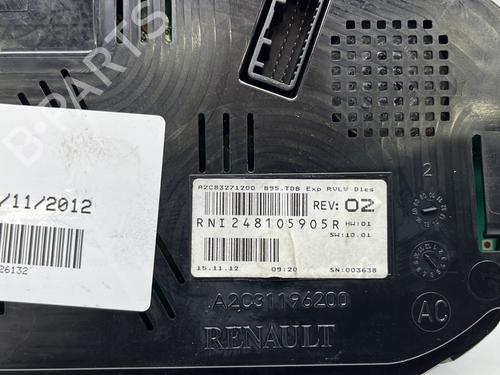 B-PARTS
/11/2012
26132
A2C83271200 B95.TDB Exp RVLV Dies
REV: 02
RNI248105905R HW:01
SW:10.01
15.11.12 09:20 SN:003638
A2C31196200
RENAULT
2
AC